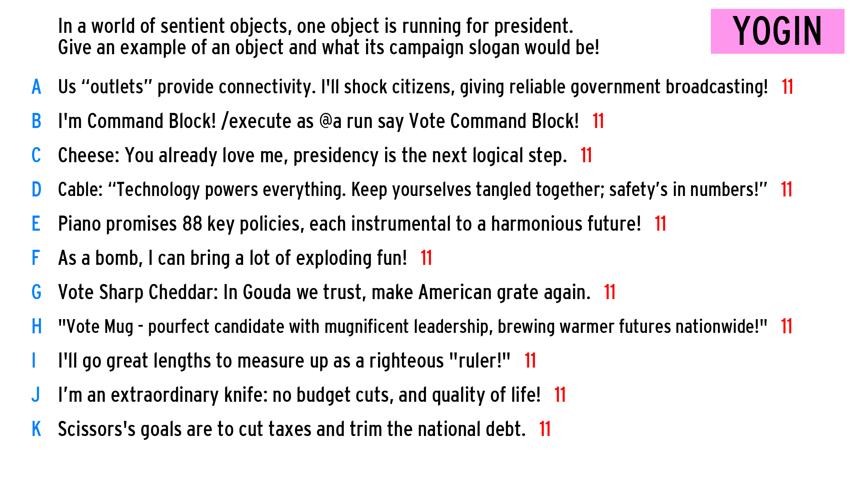 In a world of sentient objects, one object is running for president.
Give an example of an object and what its campaign slogan would be!
YOGIN
A Us “outlets” provide connectivity. I'll shock citizens, giving reliable government broadcasting! 11
B I'm Command Block! /execute as @a run say Vote Command Block! 11
C Cheese: You already love me, presidency is the next logical step. 11
D Cable: “Technology powers everything. Keep yourselves tangled together; safety’s in numbers!” 11
E Piano promises 88 key policies, each instrumental to a harmonious future! 11
F As a bomb, I can bring a lot of exploding fun! 11
G Vote Sharp Cheddar: In Gouda we trust, make American grate again. 11
H "Vote Mug - pourfect candidate with mugnificent leadership, brewing warmer futures nationwide!" 11
I I'll go great lengths to measure up as a righteous "ruler!" 11
J I’m an extraordinary knife: no budget cuts, and quality of life! 11
K Scissors's goals are to cut taxes and trim the national debt. 11